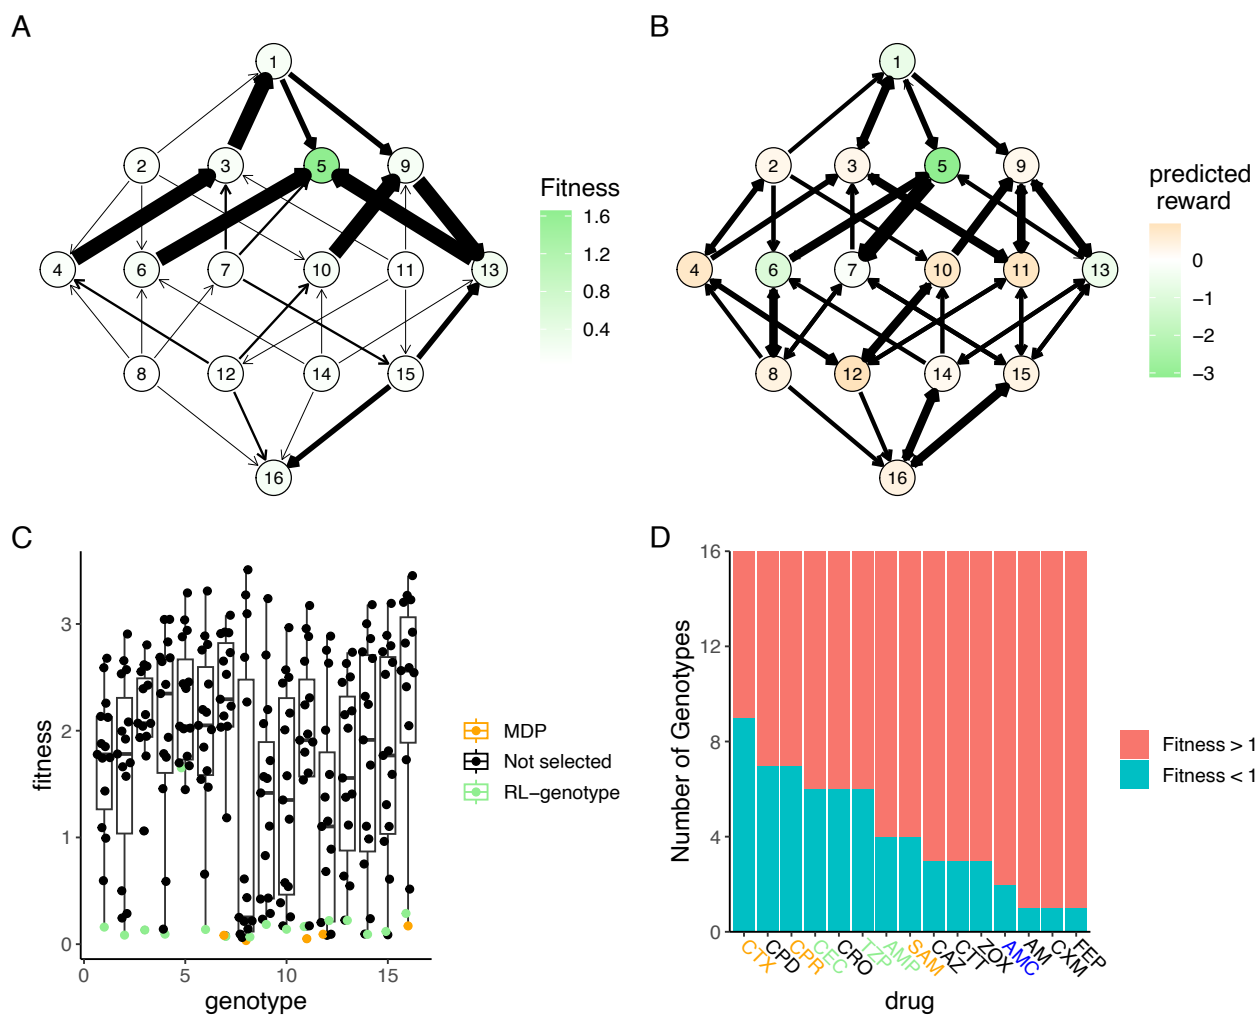 A
1
2
3
5
9
4
6
7
10
11
13
8
12
14
15
16
Fitness
1.6
1.2
0.8
0.4
B
1
2
3
5
9
4
6
7
10
11
13
8
12
14
15
16
predicted
reward
0
−1
−2
−3
C
fitness
3
2
1
0
0
5
10
15
genotype
MDP
Not selected
RL−genotype
D
Number of Genotypes
16
12
8
4
0
CTX
CPD
CPR
CEC
CRO
TZP
AMP
SAM
CAZ
CTT
ZOX
AMC
AM
CXM
FEP
drug
Fitness > 1
Fitness < 1